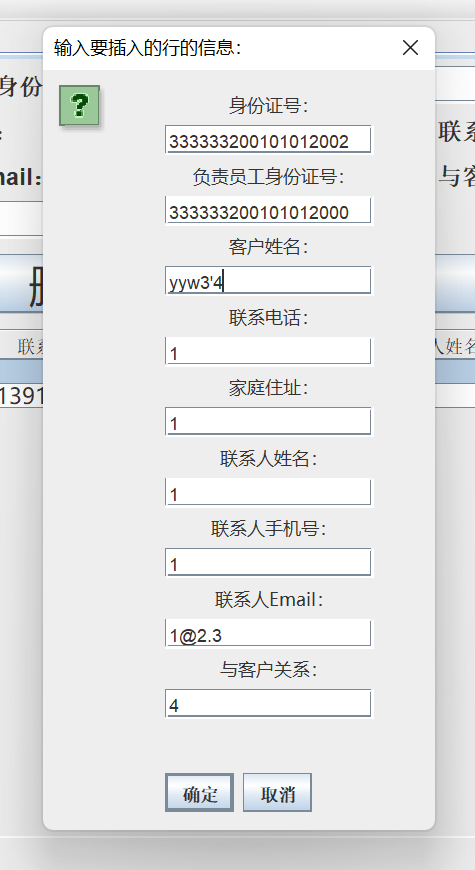 输入要插入的行的信息：
身份
身份证号：
333333200101012002
联系
负责员工身份证号：
nail：
333333200101012000
与客
客户姓名：
yyw3'4
联系电话：
联系
1
人姓名
家庭住址：
1391
1
联系人姓名：
1
联系人手机号：
1
联系人Email：
1@2.3
与客户关系：
4
确定
取消